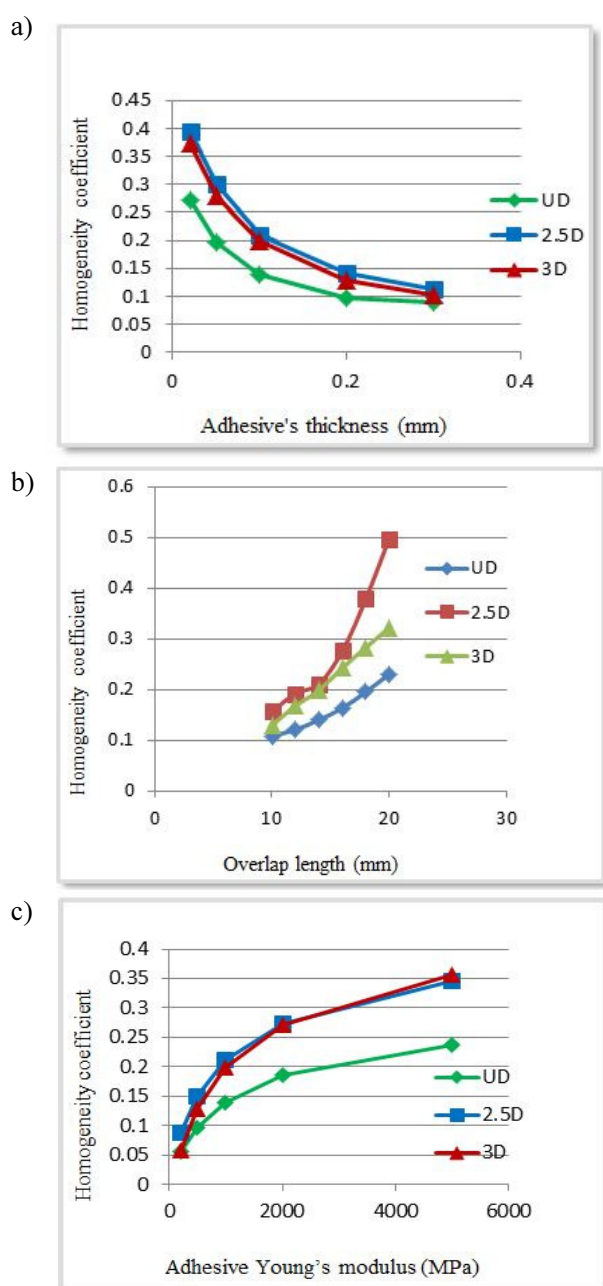 a)
Homogeneity coefficient
0.45
0.4
0.35
0.3
0.25
0.2
0.15
0.1
0.05
0
0
0.2
0.4
UD
2.5D
3D
Adhesive's thickness (mm)
b)
Homogeneity coefficient
0.6
0.5
0.4
0.3
0.2
0.1
0
0
10
20
30
UD
2.5D
3D
Overlap length (mm)
c)
Homogeneity coefficient
0.4
0.35
0.3
0.25
0.2
0.15
0.1
0.05
0
0
2000
4000
6000
UD
2.5D
3D
Adhesive Young's modulus (MPa)